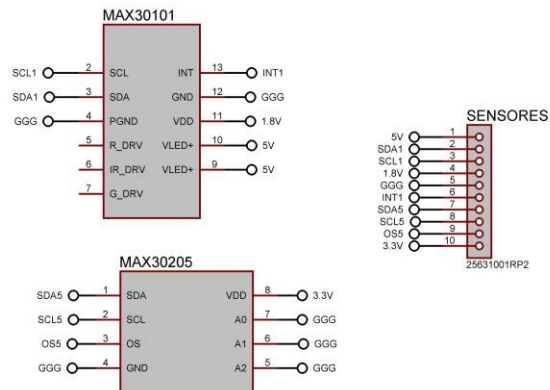 MAX30101
SCL1 2 SCL INT 13 INT1
SDA1 3 SDA GND 12 GGG
GGG 4 PGND VDD 11 1.8V
5 R_DRV VLED+ 10 5V
6 IR_DRV VLED+ 9 5V
7 G_DRV
SENSORES
5V 1
SDA1 2
SCL1 3
1.8V 4
GGG 5
INT1 6
SDA5 7
SCL5 8
OS5 9
3.3V 10
25631001RP2
MAX30205
SDA5 1 SDA VDD 8 3.3V
SCL5 2 SCL A0 7 GGG
OS5 3 OS A1 6 GGG
GGG 4 GND A2 5 GGG